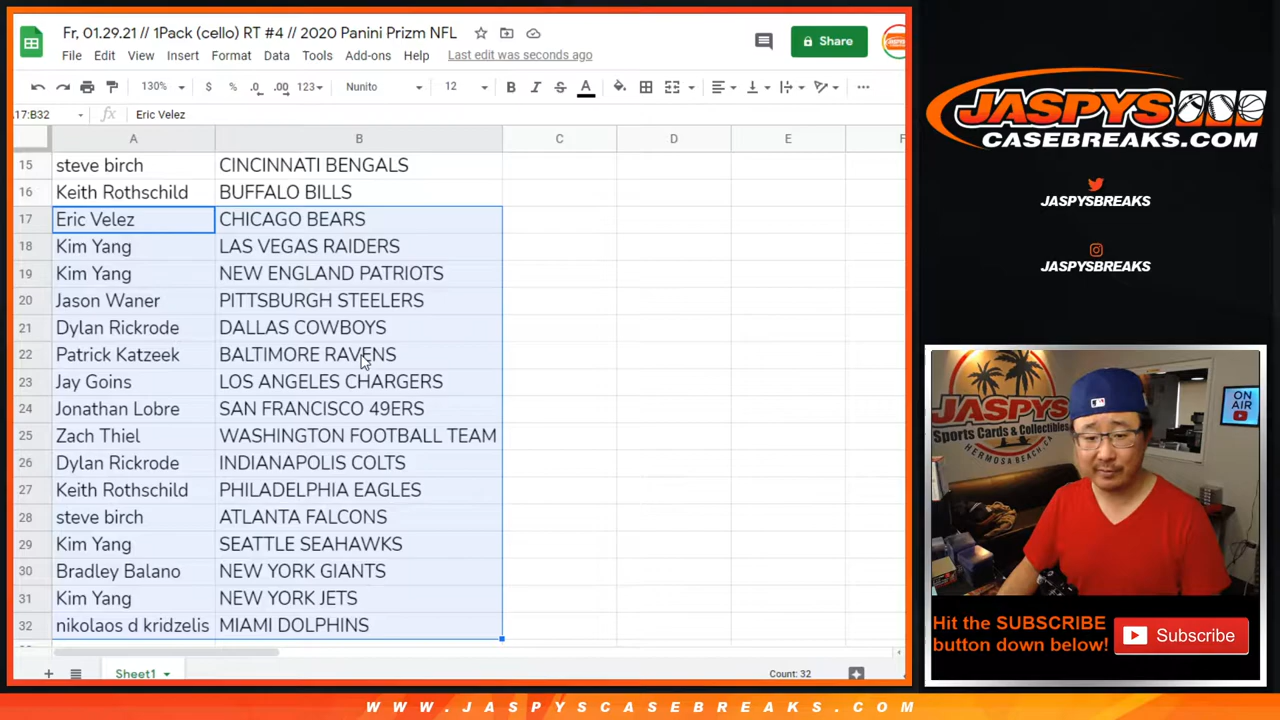 Fr, 01.29.21 // 1Pack (cello) RT #4 // 2020 Panini Prizm NFL
File Edit View Insert Format Data Tools Add-ons Help Last edit was seconds ago
Share
130% $ % .0 .00 123 Nunito 12 B I S A
17:B32 fx Eric Velez
A B C D E
15 steve birch CINCINNATI BENGALS
16 Keith Rothschild BUFFALO BILLS
17 Eric Velez CHICAGO BEARS
18 Kim Yang LAS VEGAS RAIDERS
19 Kim Yang NEW ENGLAND PATRIOTS
20 Jason Waner PITTSBURGH STEELERS
21 Dylan Rickrode DALLAS COWBOYS
22 Patrick Katzeek BALTIMORE RAVENS
23 Jay Goins LOS ANGELES CHARGERS
24 Jonathan Lobre SAN FRANCISCO 49ERS
25 Zach Thiel WASHINGTON FOOTBALL TEAM
26 Dylan Rickrode INDIANAPOLIS COLTS
27 Keith Rothschild PHILADELPHIA EAGLES
28 steve birch ATLANTA FALCONS
29 Kim Yang SEATTLE SEAHAWKS
30 Bradley Balano NEW YORK GIANTS
31 Kim Yang NEW YORK JETS
32 nikolaos d kridzelis MIAMI DOLPHINS
Sheet1
Count: 32
JASPYS
CASEBREAKS.COM
JASPYSBREAKS
JASPYSBREAKS
JASPYS
Sports Cards & Collectibles
HERMOSA BEACH, CA
ON AIR
Hit the SUBSCRIBE
button down below!
Subscribe
WWW.JASPYSCASEBREAKS.COM